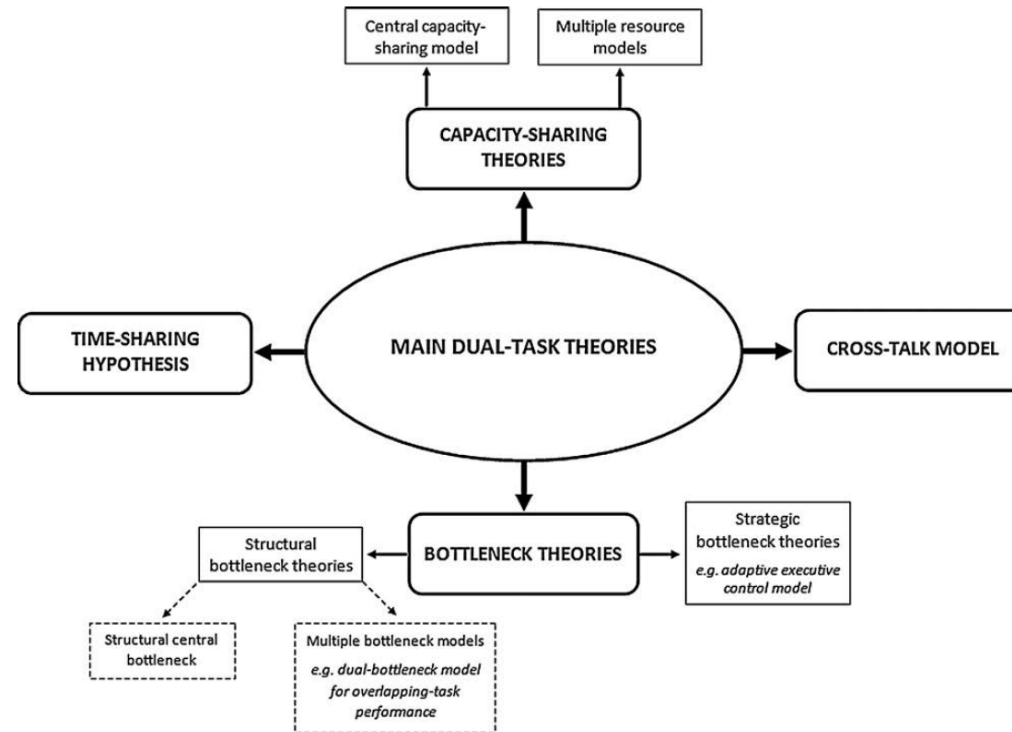 Central capacity-
sharing model
Multiple resource
models
CAPACITY-SHARING
THEORIES
TIME-SHARING
HYPOTHESIS
MAIN DUAL-TASK THEORIES
CROSS-TALK MODEL
BOTTLENECK THEORIES
Structural
bottleneck theories
Strategic
bottleneck theories
e.g. adaptive executive
control model
Structural central
bottleneck
Multiple bottleneck models
e.g. dual-bottleneck model
for overlapping-task
performance